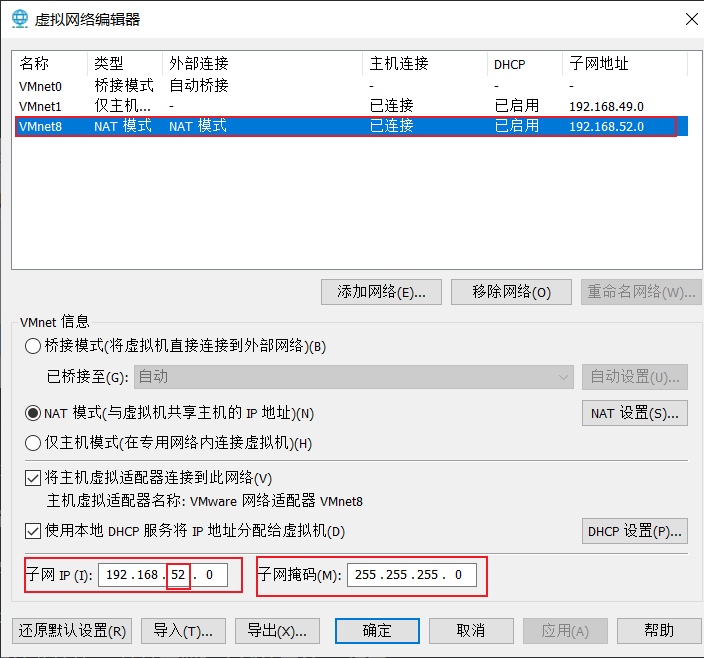 虚拟网络编辑器
名称 类型 外部连接 主机连接 DHCP 子网地址
VMnet0 桥接模式 自动桥接 - - -
VMnet1 仅主机... - 已连接 已启用 192.168.49.0
VMnet8 NAT 模式 NAT 模式 已连接 已启用 192.168.52.0
添加网络(E)... 移除网络(O) 重命名网络(W)...
VMnet 信息
桥接模式(将虚拟机直接连接到外部网络)(B)
已桥接至(G): 自动 自动设置(U)...
NAT 模式(与虚拟机共享主机的 IP 地址)(N) NAT 设置(S)...
仅主机模式(在专用网络内连接虚拟机)(H)
将主机虚拟适配器连接到此网络(V)
主机虚拟适配器名称: VMware 网络适配器 VMnet8
使用本地 DHCP 服务将 IP 地址分配给虚拟机(D) DHCP 设置(P)...
子网 IP (I): 192.168.52.0 子网掩码(M): 255.255.255.0
还原默认设置(R) 导入(T)... 导出(X)... 确定 取消 应用(A) 帮助